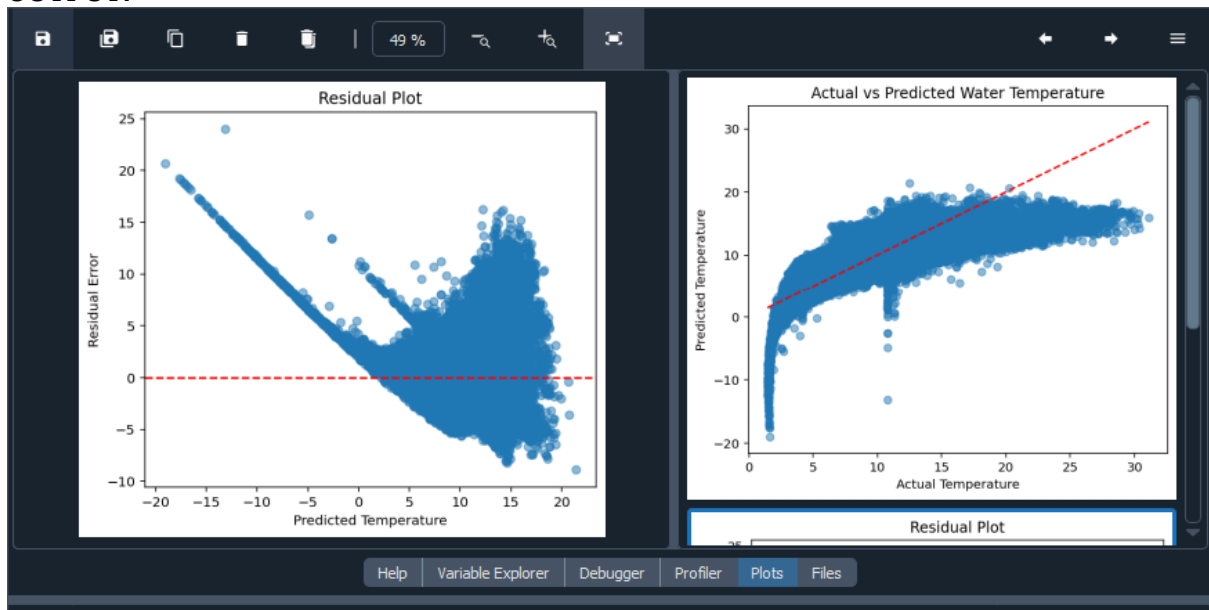 49 %
Residual Plot
25
20
15
10
5
0
−5
−10
Residual Error
−20 −15 −10 −5 0 5 10 15 20
Predicted Temperature
Actual vs Predicted Water Temperature
30
20
10
0
−10
−20
Predicted Temperature
0 5 10 15 20 25 30
Actual Temperature
Residual Plot
Help Variable Explorer Debugger Profiler Plots Files